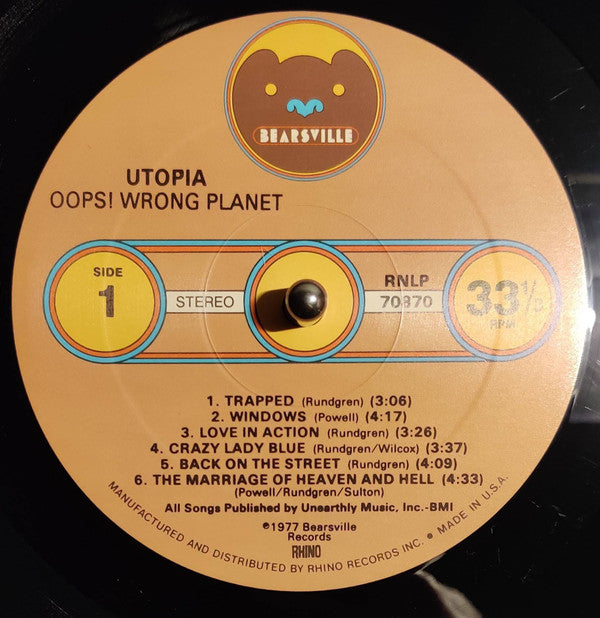 BEARSVILLE
UTOPIA
OOPS! WRONG PLANET
SIDE
1
STEREO
RNLP
70870
33⅓
RPM
1. TRAPPED (Rundgren) (3:06)
2. WINDOWS (Powell) (4:17)
3. LOVE IN ACTION (Rundgren) (3:26)
4. CRAZY LADY BLUE (Rundgren/Wilcox) (3:37)
5. BACK ON THE STREET (Rundgren) (4:09)
6. THE MARRIAGE OF HEAVEN AND HELL (4:33)
(Powell/Rundgren/Sulton)
All Songs Published by Unearthly Music, Inc.-BMI
℗1977 Bearsville
Records
RHINO
MANUFACTURED AND DISTRIBUTED BY RHINO RECORDS INC. ● MADE IN U.S.A.